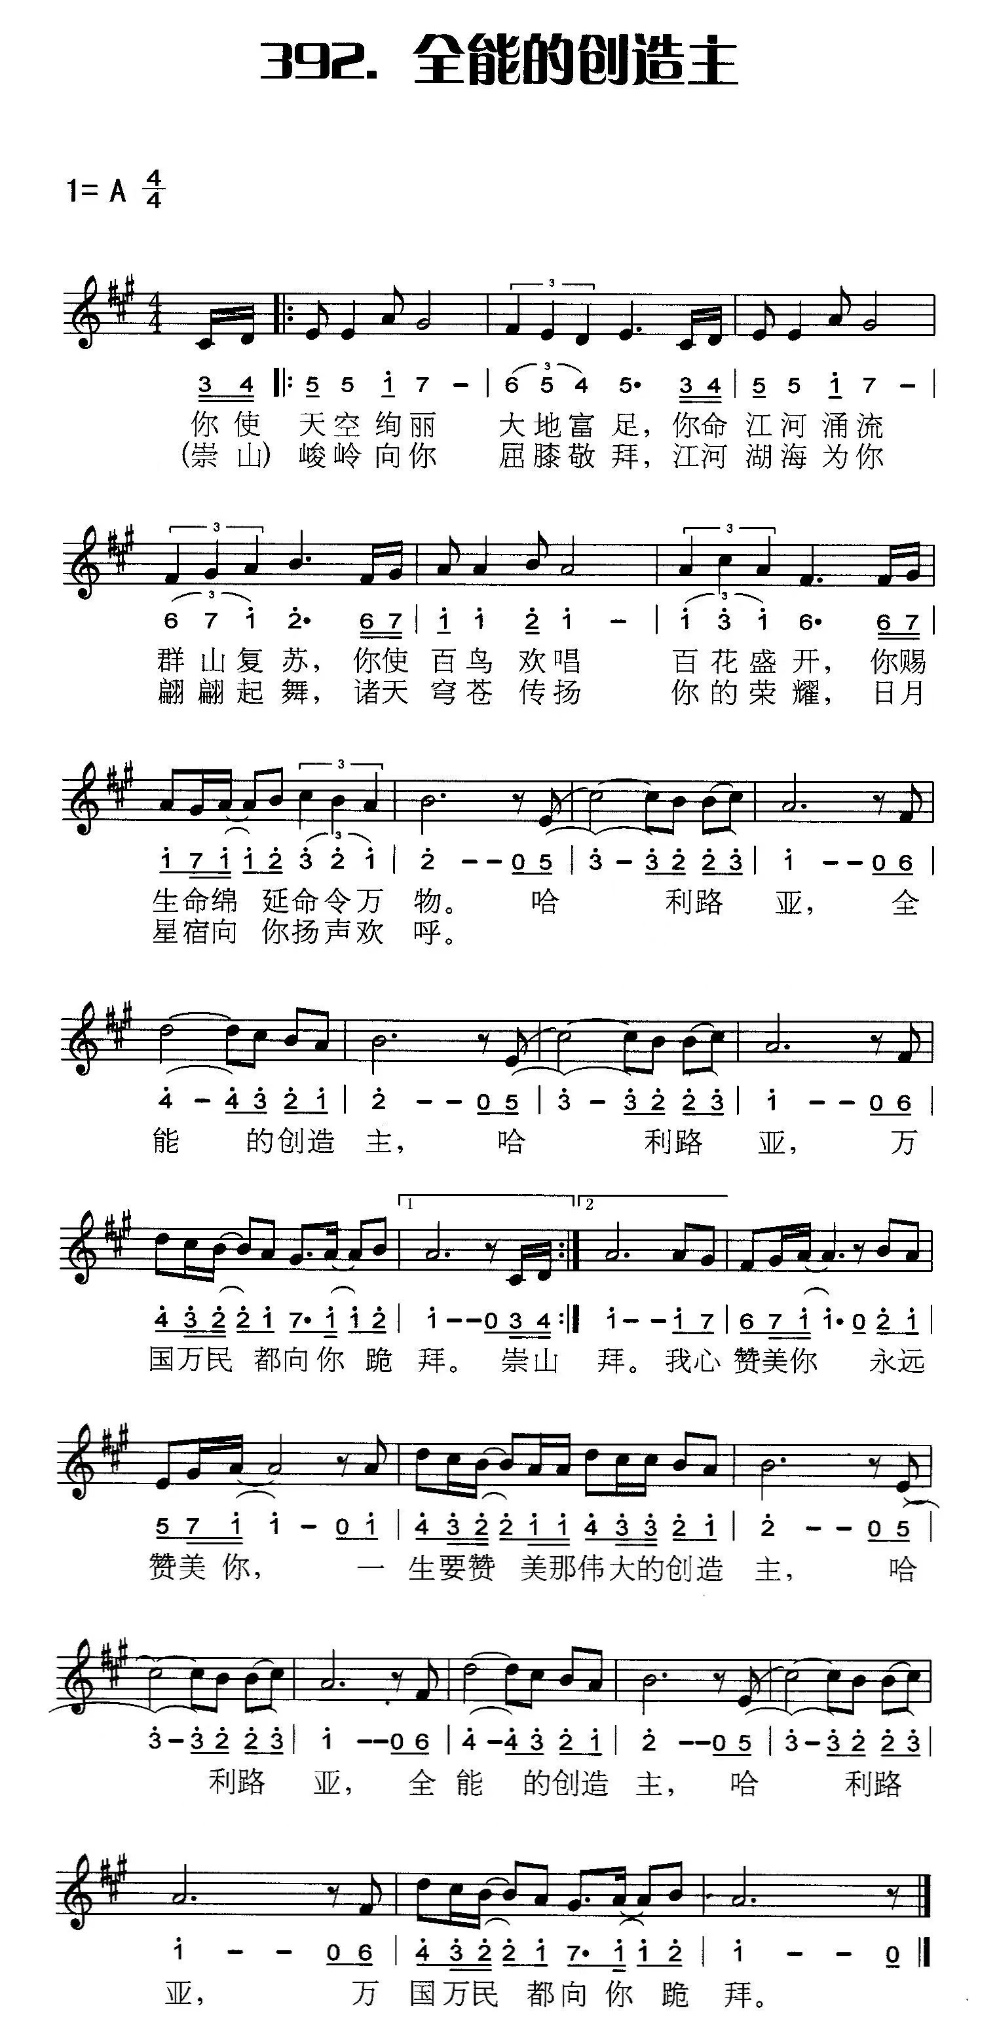 392. 全能的创造主
1= A 4/4
3 4 ‖: 5 5 1 7 – | 6 5 4 5· 3 4 | 5 5 1 7 – |
你使 天空绚丽 大地富足，你命江河涌流
(崇山) 峻岭向你 屈膝敬拜，江河湖海为你
6 7 1 2· 6 7 | 1 1 2 1 – | 1 3 1 6· 6 7 |
群山复苏，你使百鸟欢唱 百花盛开，你赐
翩翩起舞，诸天穹苍传扬 你的荣耀，日月
1 7 1 1 2 3 2 1 | 2 – – 0 5 | 3 – 3 2 2 3 | 1 – – 0 6 |
生命绵 延命令万 物。 哈 利路 亚， 全
星宿向 你扬声欢 呼。
4 – 4 3 2 1 | 2 – – 0 5 | 3 – 3 2 2 3 | 1 – – 0 6 |
能 的创造 主， 哈 利路 亚， 万
1 2
4 3 2 2 1 7· 1 1 2 | 1 – – 0 3 4 :‖ 1 – – 1 7 | 6 7 1 1· 0 2 1 |
国万民 都向你 跪 拜。 崇山 拜。我心 赞美你 永远
5 7 1 1 – 0 1 | 4 3 2 2 1 1 4 3 3 2 1 | 2 – – 0 5 |
赞美 你， 一 生要赞 美那伟大的创造 主， 哈
3 – 3 2 2 3 | 1 – – 0 6 | 4 – 4 3 2 1 | 2 – – 0 5 | 3 – 3 2 2 3 |
利路 亚， 全 能 的创造 主， 哈 利路
1 – – 0 6 | 4 3 2 2 1 7· 1 1 2 | 1 – – 0 ‖
亚， 万 国万民 都向你 跪 拜。